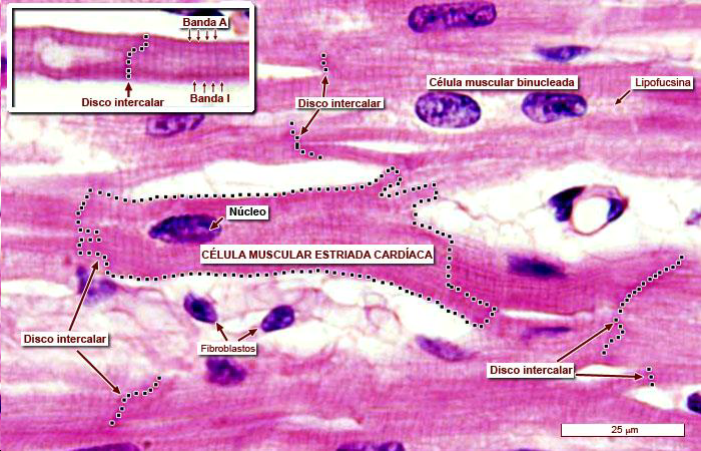 Banda A
Disco intercalar
Banda I
Disco intercalar
Célula muscular binucleada
Lipofucsina
Núcleo
CÉLULA MUSCULAR ESTRIADA CARDÍACA
Disco intercalar
Fibroblastos
Disco intercalar
25 µm